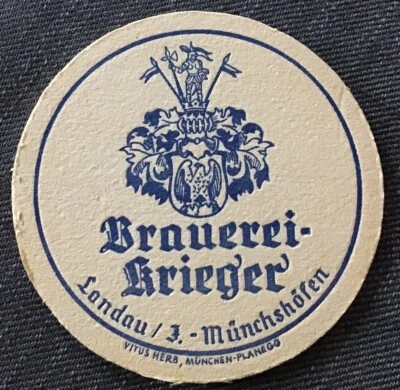 Brauerei-
Krieger
Landau / J. - Münchshöfen
VITUS HERB, MÜNCHEN-PLANEGG